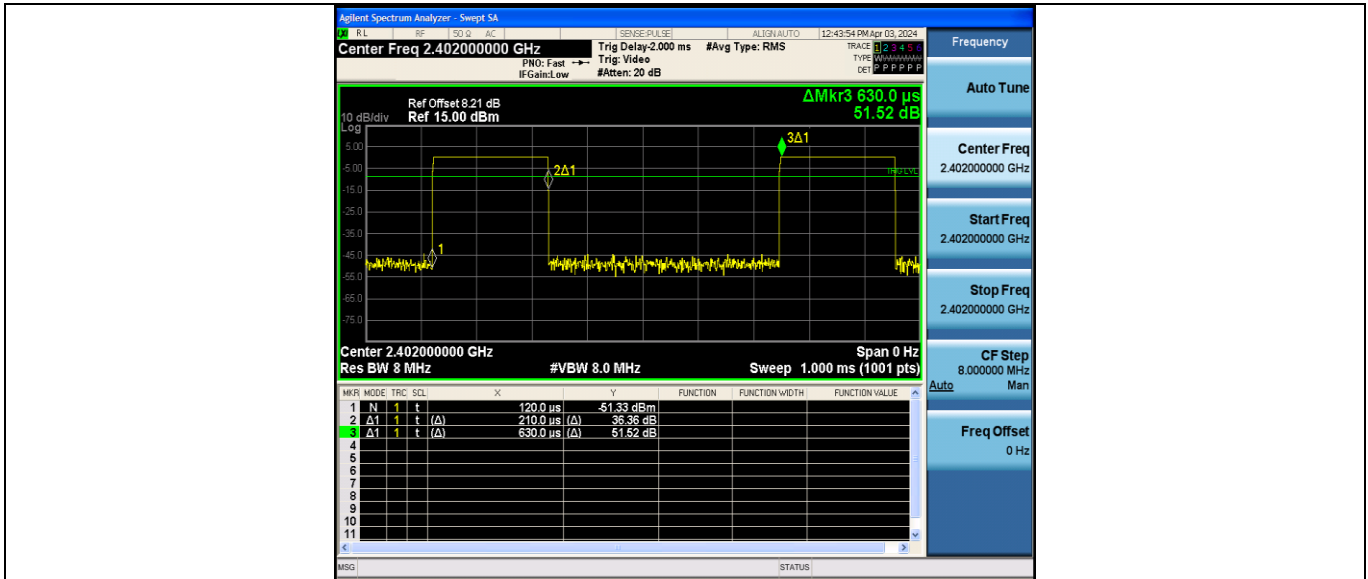 Agilent Spectrum Analyzer - Swept SA
LXI RL RF 50 Ω AC SENSE:PULSE ALIGN AUTO 12:43:54 PM Apr 03, 2024
Center Freq 2.402000000 GHz
Trig Delay-2.000 ms #Avg Type: RMS
TRACE 1 2 3 4 5 6
PNO: Fast Trig: Video
TYPE WWWWWW
IFGain:Low #Atten: 20 dB
DET P P P P P P
ΔMkr3 630.0 µs
51.52 dB
Ref Offset 8.21 dB
10 dB/div Ref 15.00 dBm
Log
5.00
-5.00
-15.0
-25.0
-35.0
-45.0
-55.0
-65.0
-75.0
3Δ1
2Δ1
TRIG LVL
1
Center 2.402000000 GHz Span 0 Hz
Res BW 8 MHz #VBW 8.0 MHz Sweep 1.000 ms (1001 pts)
MKR MODE TRC SCL X Y FUNCTION FUNCTION WIDTH FUNCTION VALUE
1 N 1 t 120.0 µs -51.33 dBm
2 Δ1 1 t (Δ) 210.0 µs (Δ) 36.36 dB
3 Δ1 1 t (Δ) 630.0 µs (Δ) 51.52 dB
4
5
6
7
8
9
10
11
MSG STATUS
Frequency
Auto Tune
Center Freq
2.402000000 GHz
Start Freq
2.402000000 GHz
Stop Freq
2.402000000 GHz
CF Step
8.000000 MHz
Auto Man
Freq Offset
0 Hz